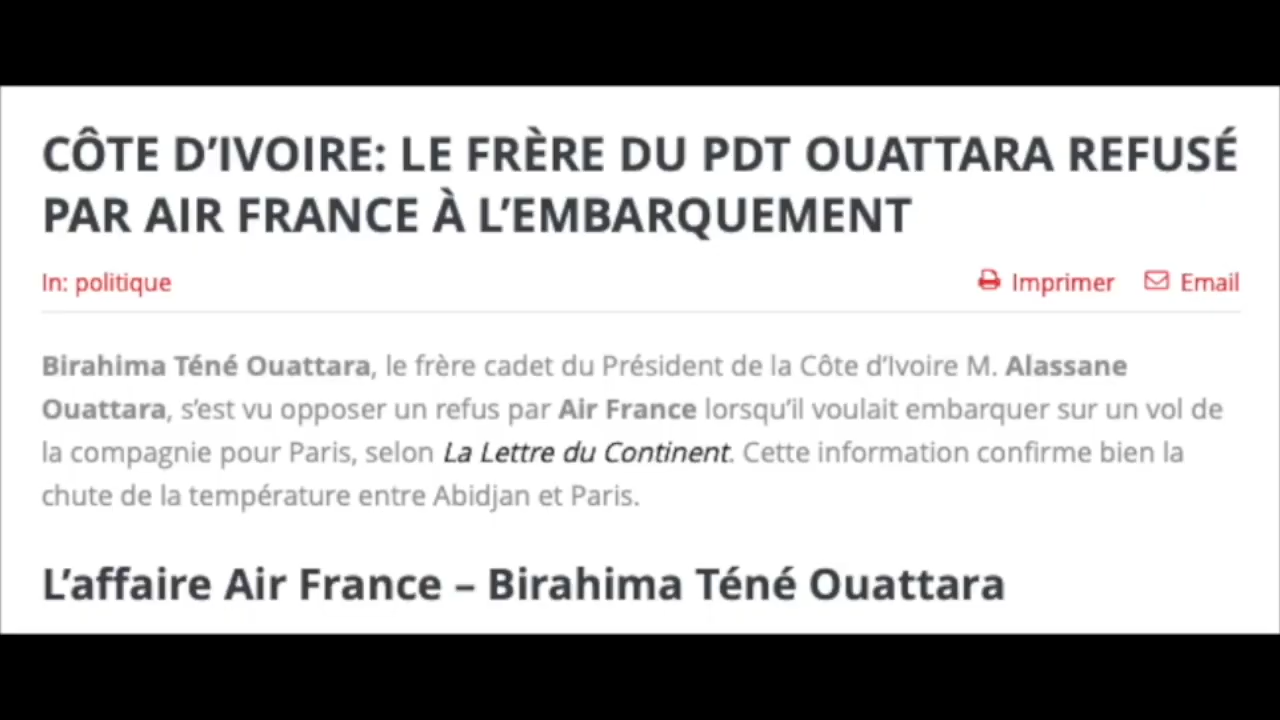 CÔTE D’IVOIRE: LE FRÈRE DU PDT OUATTARA REFUSÉ
PAR AIR FRANCE À L’EMBARQUEMENT
In: politique
Imprimer
Email
Birahima Téné Ouattara, le frère cadet du Président de la Côte d’Ivoire M. Alassane
Ouattara, s’est vu opposer un refus par Air France lorsqu’il voulait embarquer sur un vol de
la compagnie pour Paris, selon La Lettre du Continent. Cette information confirme bien la
chute de la température entre Abidjan et Paris.
L’affaire Air France – Birahima Téné Ouattara